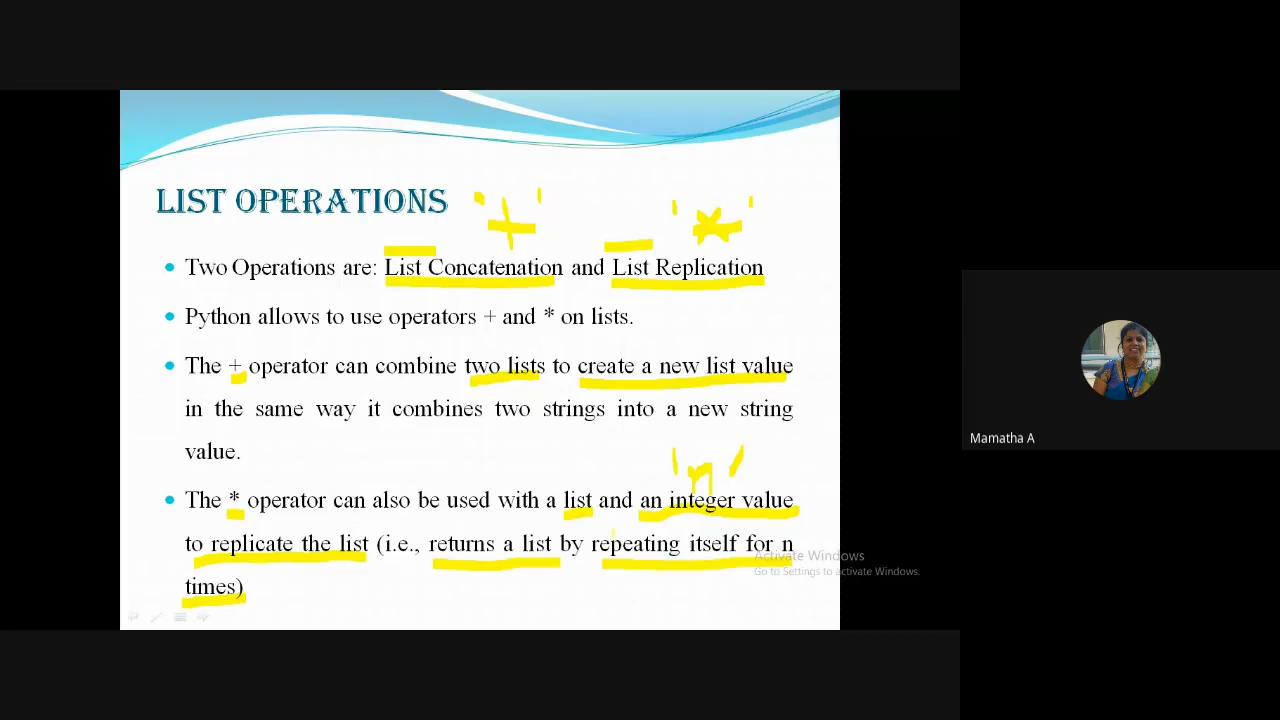 LIST OPERATIONS
'+'
'*'
Two Operations are: List Concatenation and List Replication
Python allows to use operators + and * on lists.
The + operator can combine two lists to create a new list value
in the same way it combines two strings into a new string
value.
'n'
The * operator can also be used with a list and an integer value
to replicate the list (i.e., returns a list by repeating itself for n
times)
Activate Windows
Go to Settings to activate Windows.
Mamatha A